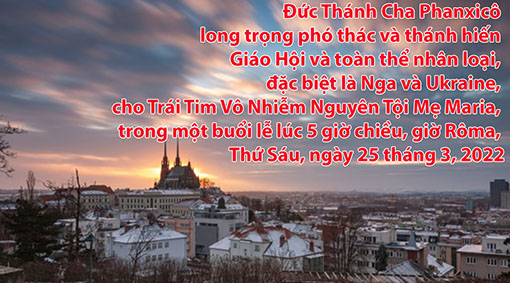 Đức Thánh Cha Phanxicô
long trọng phó thác và thánh hiến
Giáo Hội và toàn thể nhân loại,
đặc biệt là Nga và Ukraine,
cho Trái Tim Vô Nhiễm Nguyên Tội Mẹ Maria,
trong một buổi lễ lúc 5 giờ chiều, giờ Rôma,
Thứ Sáu, ngày 25 tháng 3, 2022